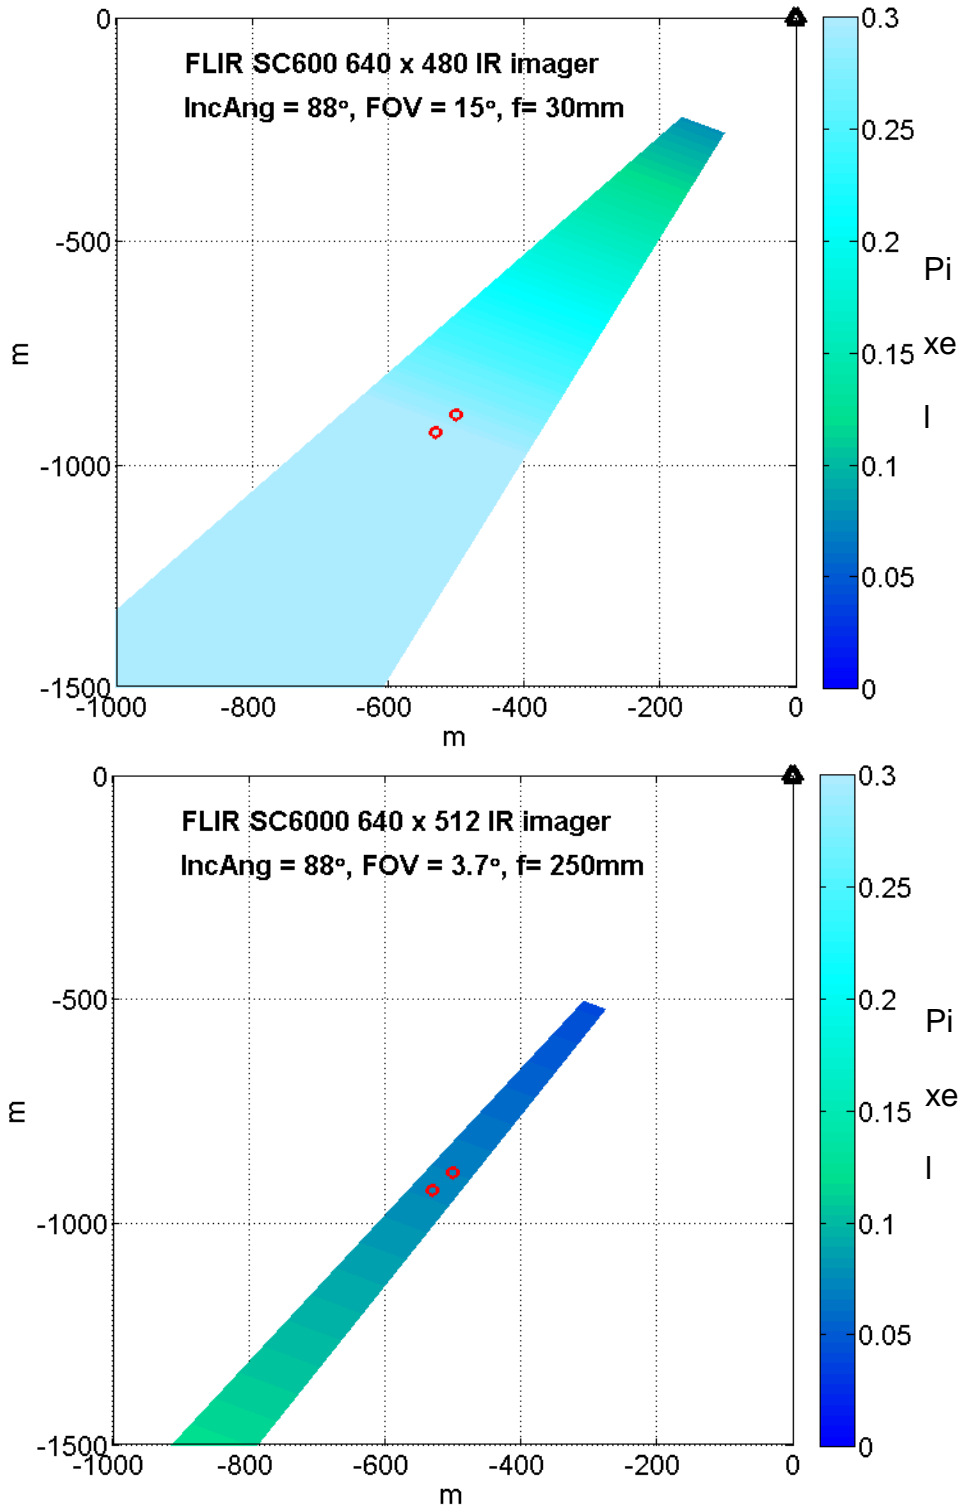 0
FLIR SC600 640 x 480 IR imager
IncAng = 88°, FOV = 15°, f= 30mm
-500
-1000
-1500
m
-1000 -800 -600 -400 -200 0
m
0.3
0.25
0.2
0.15
0.1
0.05
0
Pi
xe
l
0
FLIR SC6000 640 x 512 IR imager
IncAng = 88°, FOV = 3.7°, f= 250mm
-500
-1000
-1500
m
-1000 -800 -600 -400 -200 0
m
0.3
0.25
0.2
0.15
0.1
0.05
0
Pi
xe
l